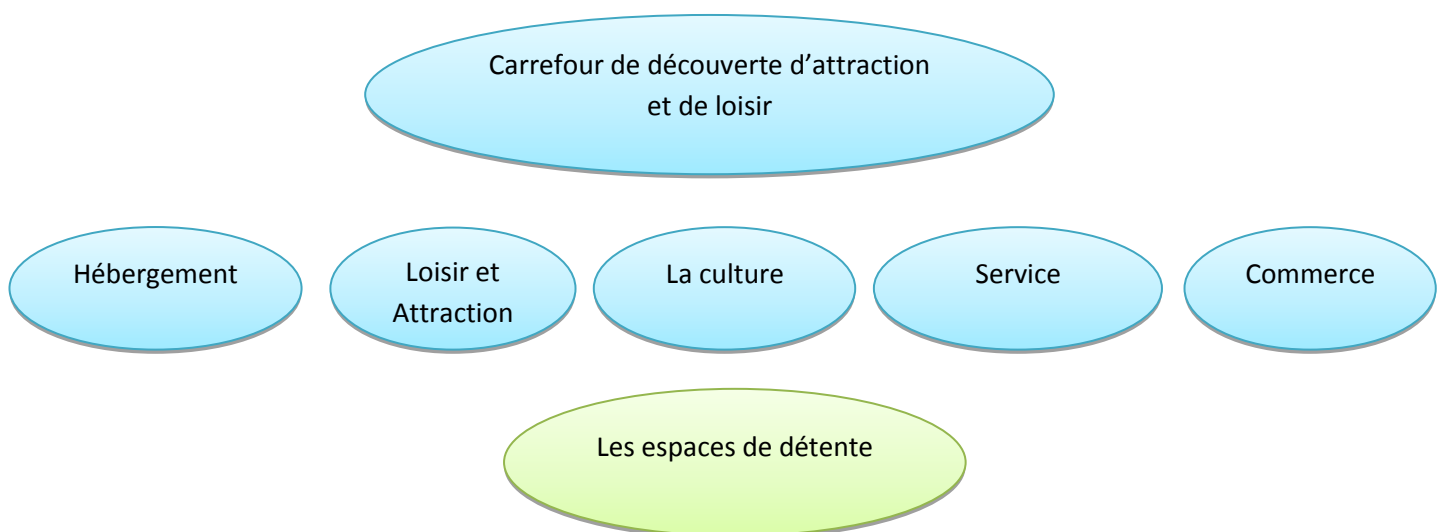 Carrefour de découverte d’attraction
et de loisir
Hébergement
Loisir et
Attraction
La culture
Service
Commerce
Les espaces de détente